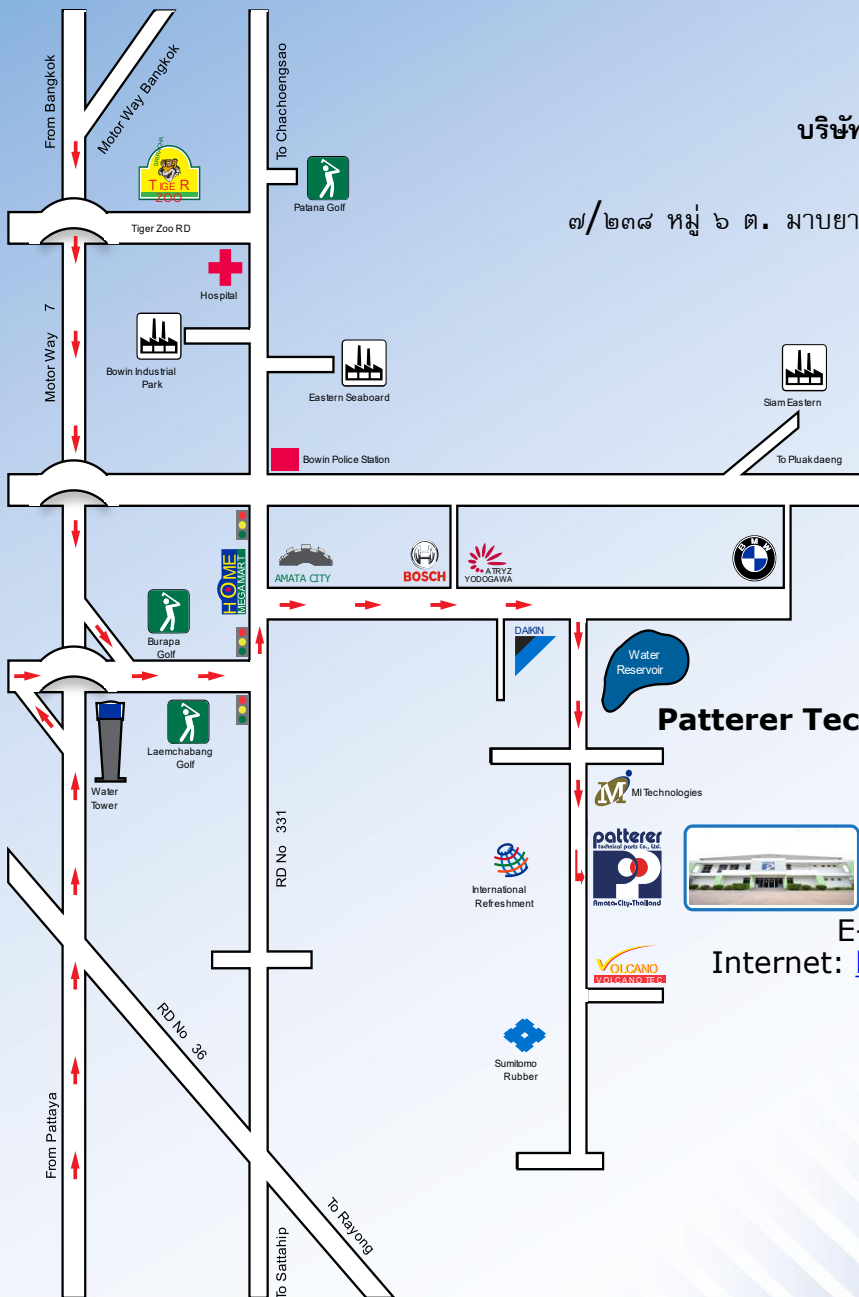 From Bangkok
Motor Way Bangkok
To Chachoengsao
SRIRACHA
TIGER
ZOO
Patana Golf
Tiger Zoo RD
Hospital
Motor Way 7
Bowin Industrial
Park
Eastern Seaboard
Siam Eastern
Bowin Police Station
To Pluakdaeng
บริษัท
๗/๒๓๘ หมู่ ๖ ต. มาบยา
HOME
MEGAMART
AMATA CITY
BOSCH
ATRYZ
YODOGAWA
BMW
Burapa
Golf
DAIKIN
Water
Reservoir
Laemchabang
Golf
Water
Tower
Patterer Tec
MI Technologies
patterer
technical parts Co., Ltd.
Amata-City-Thailand
International
Refreshment
RD No 331
E-
Internet:
VOLCANO
VOLCANO TEC
RD No 36
Sumitomo
Rubber
From Pattaya
To Rayong
To Sattahip